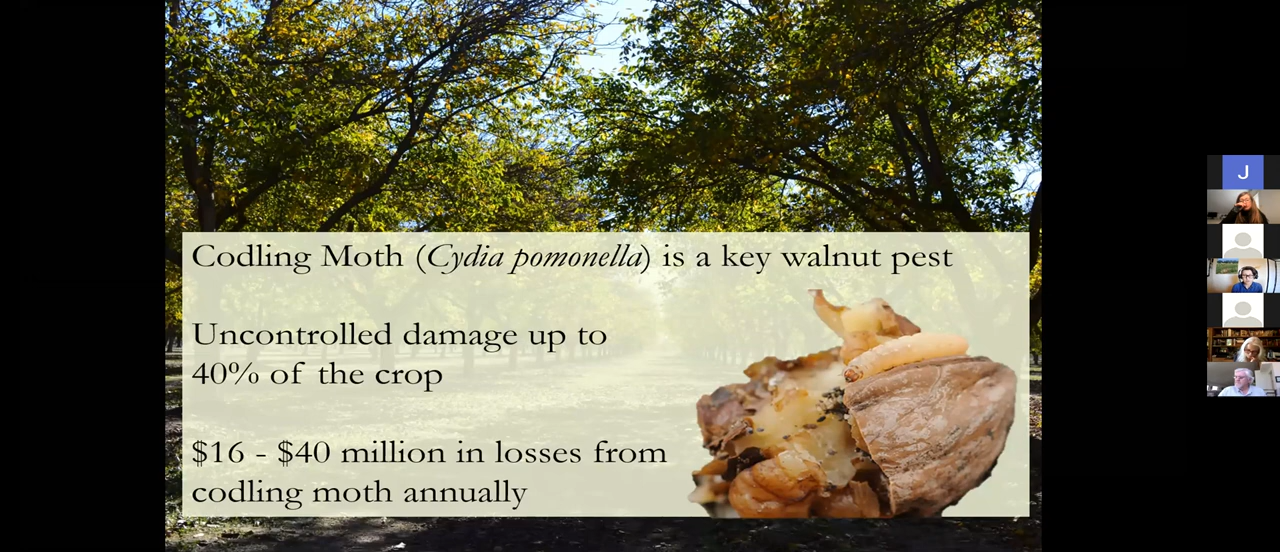 Codling Moth (Cydia pomonella) is a key walnut pest
Uncontrolled damage up to
40% of the crop
$16 - $40 million in losses from
codling moth annually
J